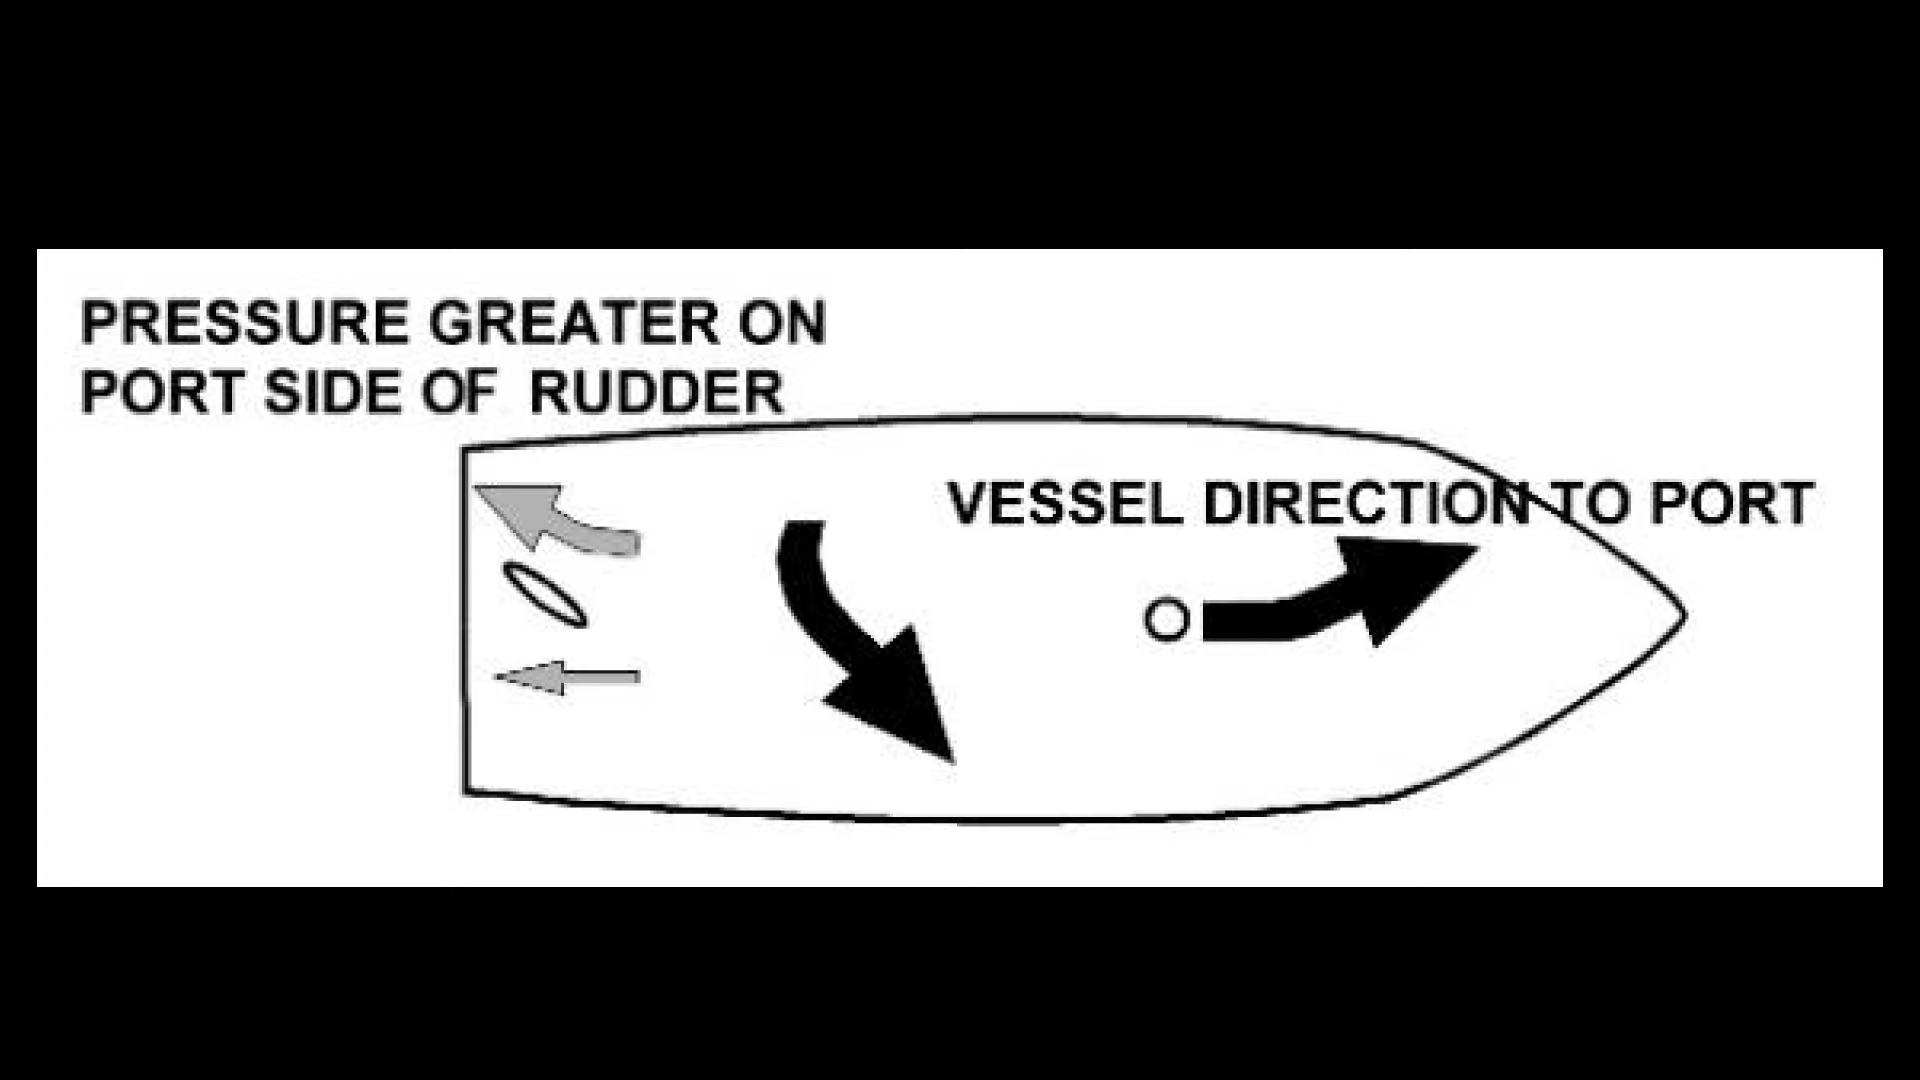 PRESSURE GREATER ON
PORT SIDE OF RUDDER
VESSEL DIRECTION TO PORT